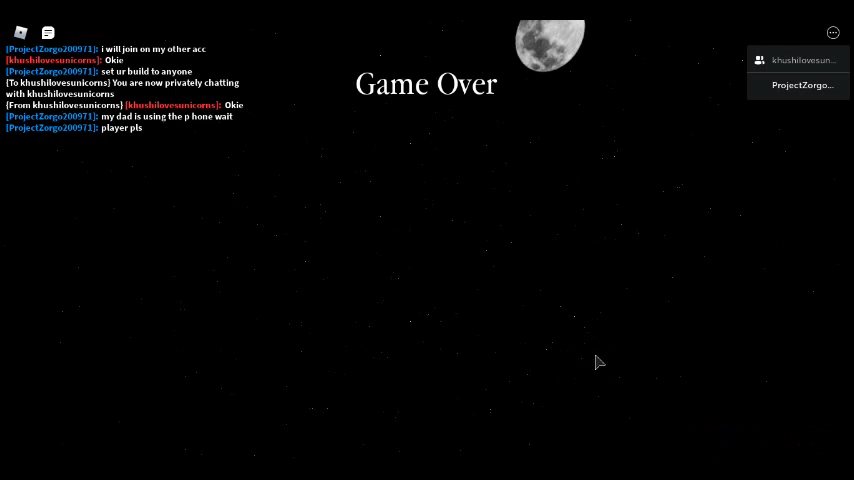 [ProjectZorgo200971]: i will join on my other acc
[khushilovesunicorns]: Okie
[ProjectZorgo200971]: set ur build to anyone
{To khushilovesunicorns} You are now privately chatting
with khushilovesunicorns
{From khushilovesunicorns} [khushilovesunicorns]: Okie
[ProjectZorgo200971]: my dad is using the p hone wait
[ProjectZorgo200971]: player pls
Game Over
khushilovesun...
ProjectZorgo...